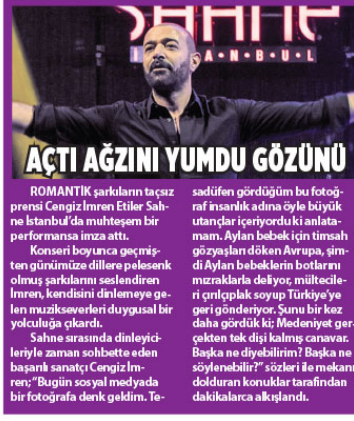 SAHNE
İSTANBUL
AÇTI AĞZINI YUMDU GÖZÜNÜ
ROMANTİK şarkıların taçsız
prensi Cengiz İmren Etiler Sah-
ne İstanbul’da muhteşem bir
performansa imza attı.
Konseri boyunca geçmiş-
ten günümüze dillere pelesenk
olmuş şarkılarını seslendiren
İmren, kendisini dinlemeye ge-
len muzikseverleri duygusal bir
yolculuğa çıkardı.
Sahne sırasında dinleyici-
leriyle zaman sohbette eden
başarılı sanatçı Cengiz İm-
ren; "Bugün sosyal medyada
bir fotoğrafa denk geldim. Te-
sadüfen gördüğüm bu fotoğ-
raf insanlık adına öyle büyük
utançlar içeriyordu ki anlata-
mam. Aylan bebek için timsah
gözyaşları döken Avrupa, şim-
di Aylan bebeklerin botlarını
mızraklarla deliyor, mültecile-
ri çırılçıplak soyup Türkiye’ye
geri gönderiyor. Şunu bir kez
daha gördük ki; Medeniyet ger-
çekten tek dişi kalmış canavar.
Başka ne diyebilirim? Başka ne
söylenebilir?" sözleri ile mekanı
dolduran konuklar tarafından
dakikalarca alkışlandı.